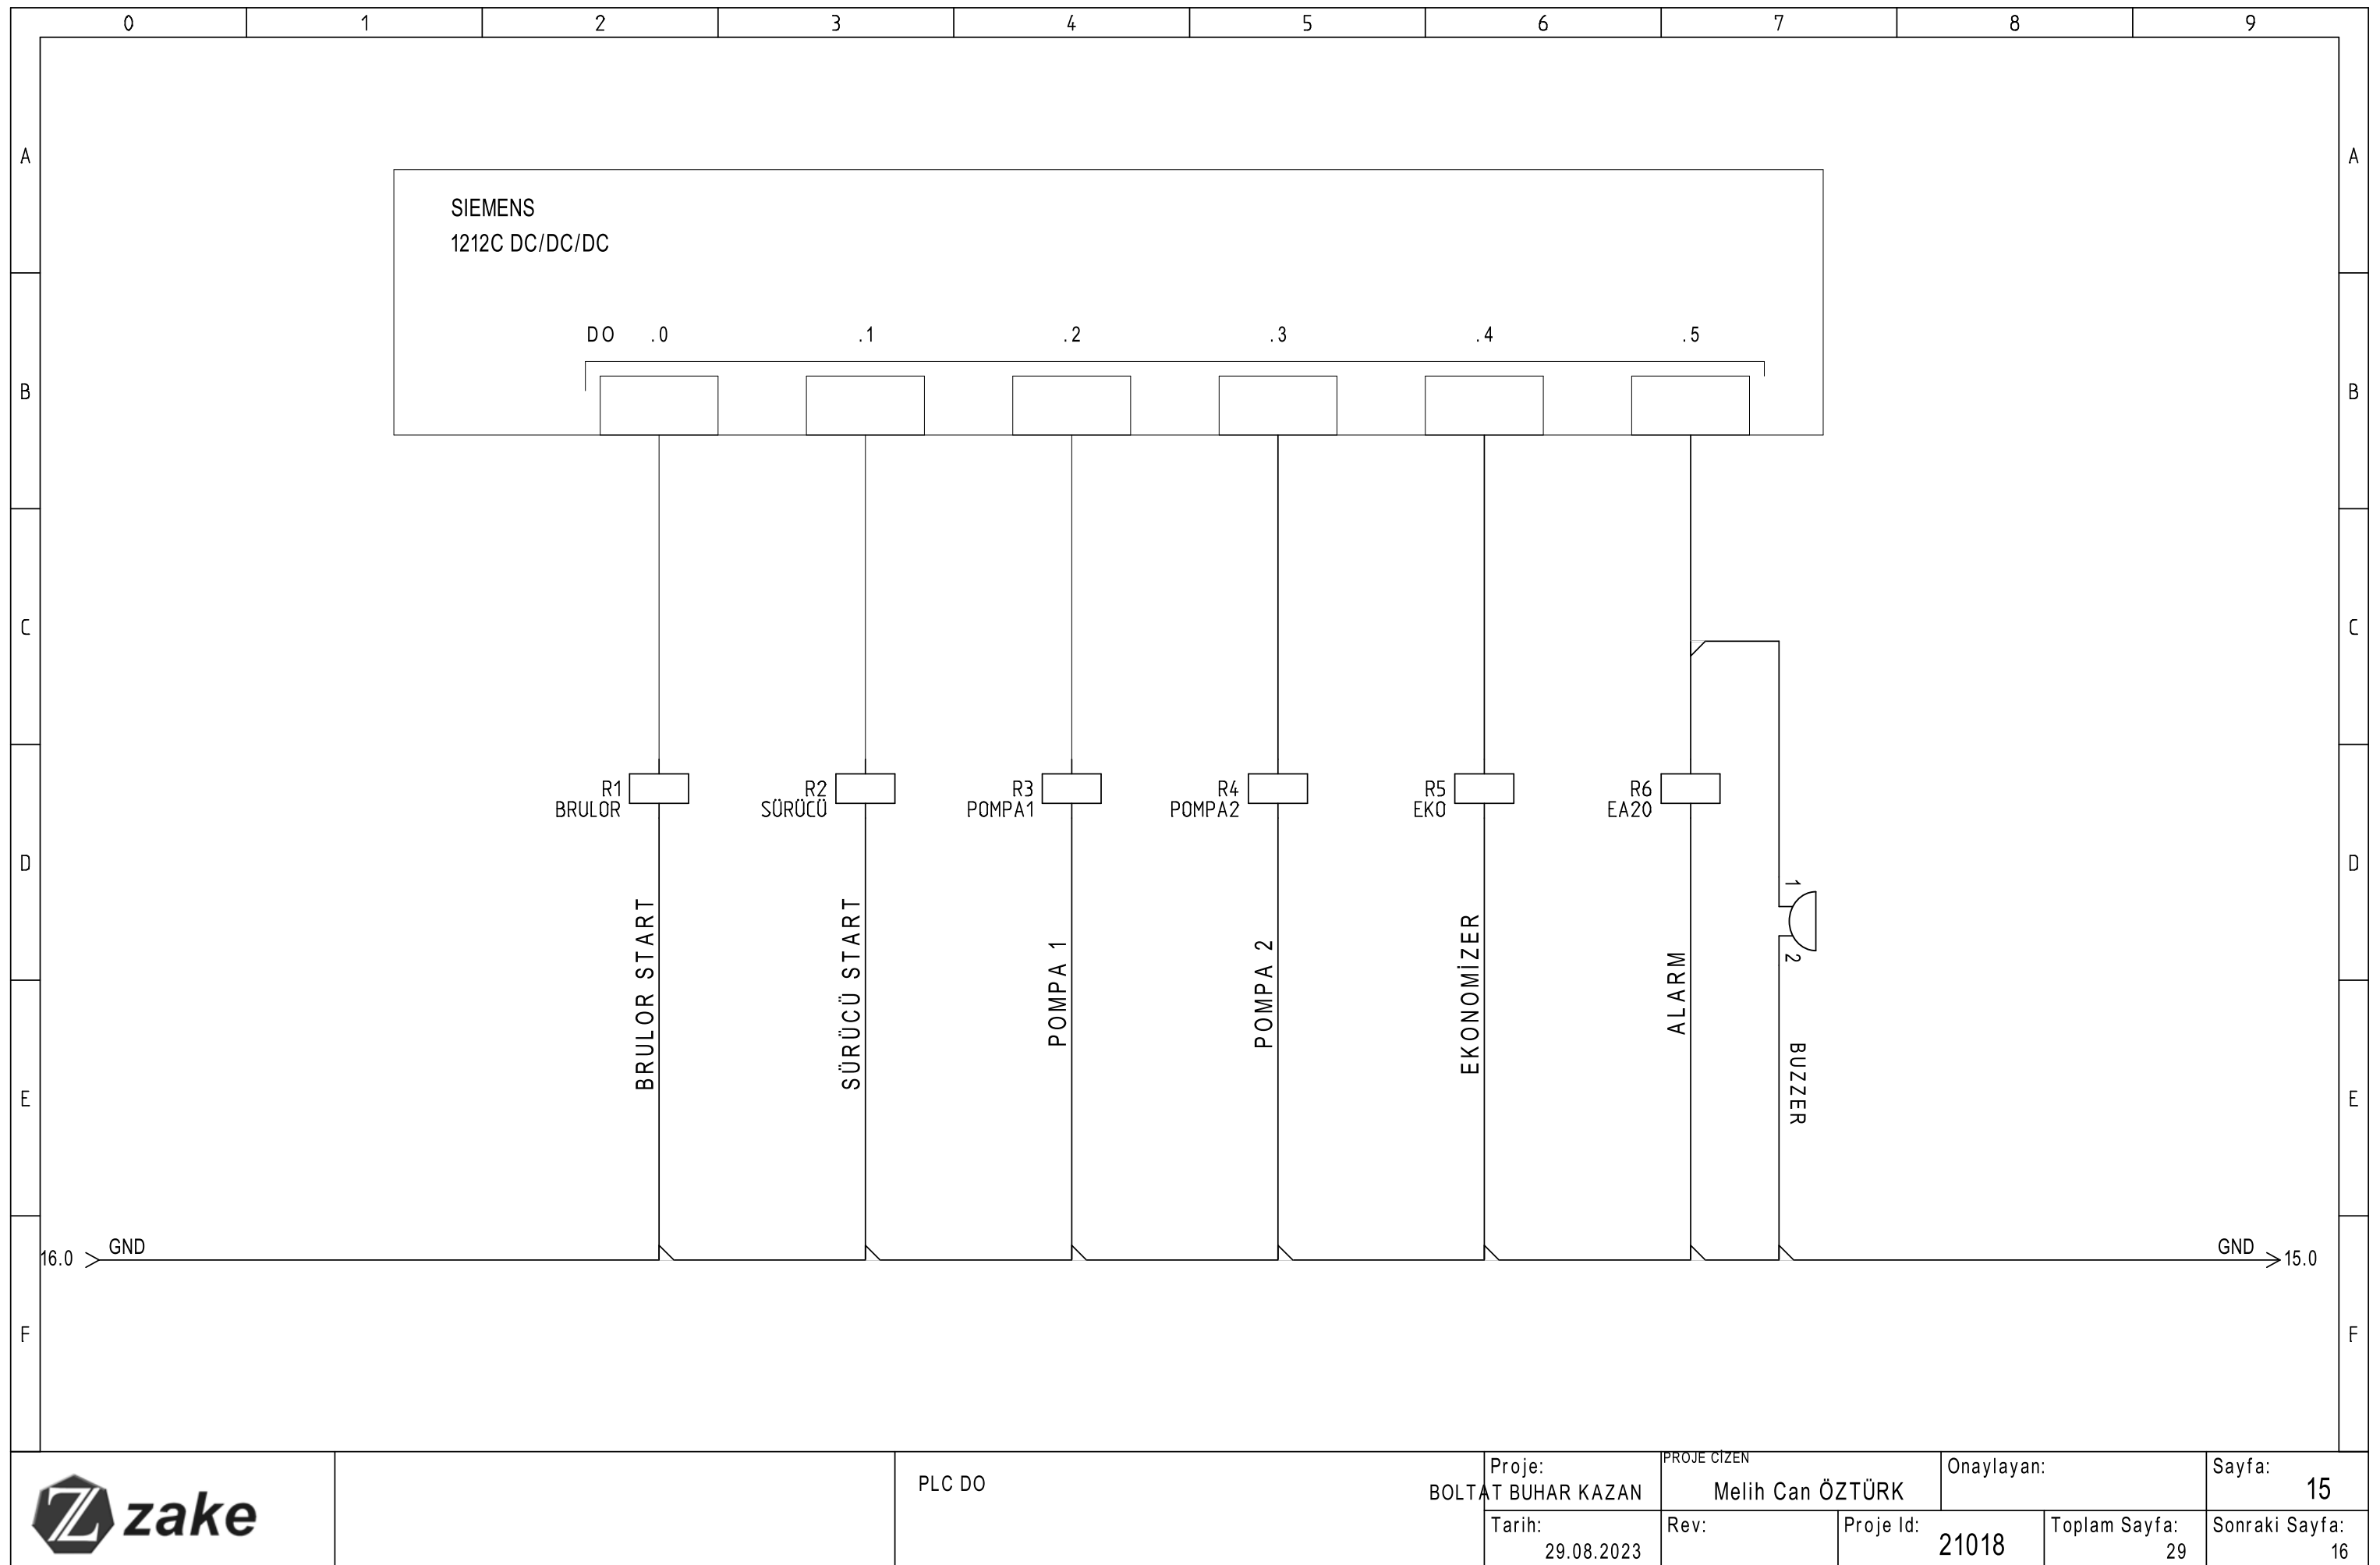 0 1 2 3 4 5 6 7 8 9
A A
SIEMENS
1212C DC/DC/DC
DO .0 .1 .2 .3 .4 .5
B B
C C
R1 R2 R3 R4 R5 R6
BRULOR SÜRÜCÜ POMPA1 POMPA2 EKO EA20
D D
1
2
BRULOR START
SÜRÜCÜ START
POMPA 1
POMPA 2
EKONOMİZER
ALARM
BUZZER
E E
16.0 GND GND 15.0
F F
zake
PLC DO
Proje:
BOLTAT BUHAR KAZAN
PROJE CİZEN
Melih Can ÖZTÜRK
Onaylayan:
Sayfa:
15
Tarih:
29.08.2023
Rev:
Proje Id:
21018
Toplam Sayfa:
29
Sonraki Sayfa:
16